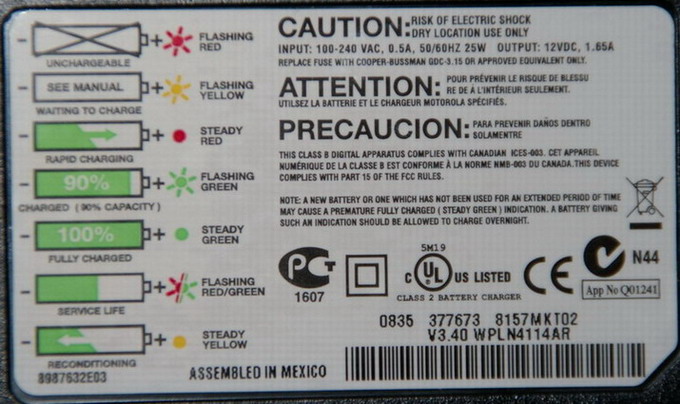 FLASHING
RED
UNCHARGEABLE
SEE MANUAL
FLASHING
YELLOW
WAITING TO CHARGE
STEADY
RED
RAPID CHARGING
90%
FLASHING
GREEN
CHARGED (90% CAPACITY)
100%
STEADY
GREEN
FULLY CHARGED
FLASHING
RED/GREEN
SERVICE LIFE
STEADY
YELLOW
RECONDITIONING
8987632E03
CAUTION: RISK OF ELECTRIC SHOCK
DRY LOCATION USE ONLY
INPUT: 100-240 VAC, 0.5A, 50/60HZ 25W OUTPUT: 12VDC, 1.65A
REPLACE FUSE WITH COOPER-BUSSMAN GDC-3.15 OR APPROVED EQUIVALENT ONLY.
ATTENTION: POUR PRÉVENIR LE RISQUE DE BLESSU
RE DE À L'INTÉRIEUR SEULEMENT.
UTILISEZ LA BATTERIE ET LE CHARGEUR MOTOROLA SPÉCIFIÉS.
PRECAUCION: PARA PREVENIR DAÑOS DENTRO
SOLAMENTRE
THIS CLASS B DIGITAL APPARATUS COMPLIES WITH CANADIAN ICES-003. CET APPAREIL
NUMÉRIQUE DE LA CLASSE B EST CONFORME À LA NORME NMB-003 DU CANADA. THIS DEVICE
COMPLIES WITH PART 15 OF THE FCC RULES.
NOTE: A NEW BATTERY OR ONE WHICH HAS NOT BEEN USED FOR AN EXTENDED PERIOD OF TIME
MAY CAUSE A PREMATURE FULLY CHARGED (STEADY GREEN) INDICATION. A BATTERY GIVING
SUCH AN INDICATION SHOULD BE ALLOWED TO CHARGE OVERNIGHT.
1607
5M19
C UL US LISTED
CLASS 2 BATTERY CHARGER
CE
N44
App No Q01241
0835 377673 8157MKT02
V3.40 WPLN4114AR
ASSEMBLED IN MEXICO